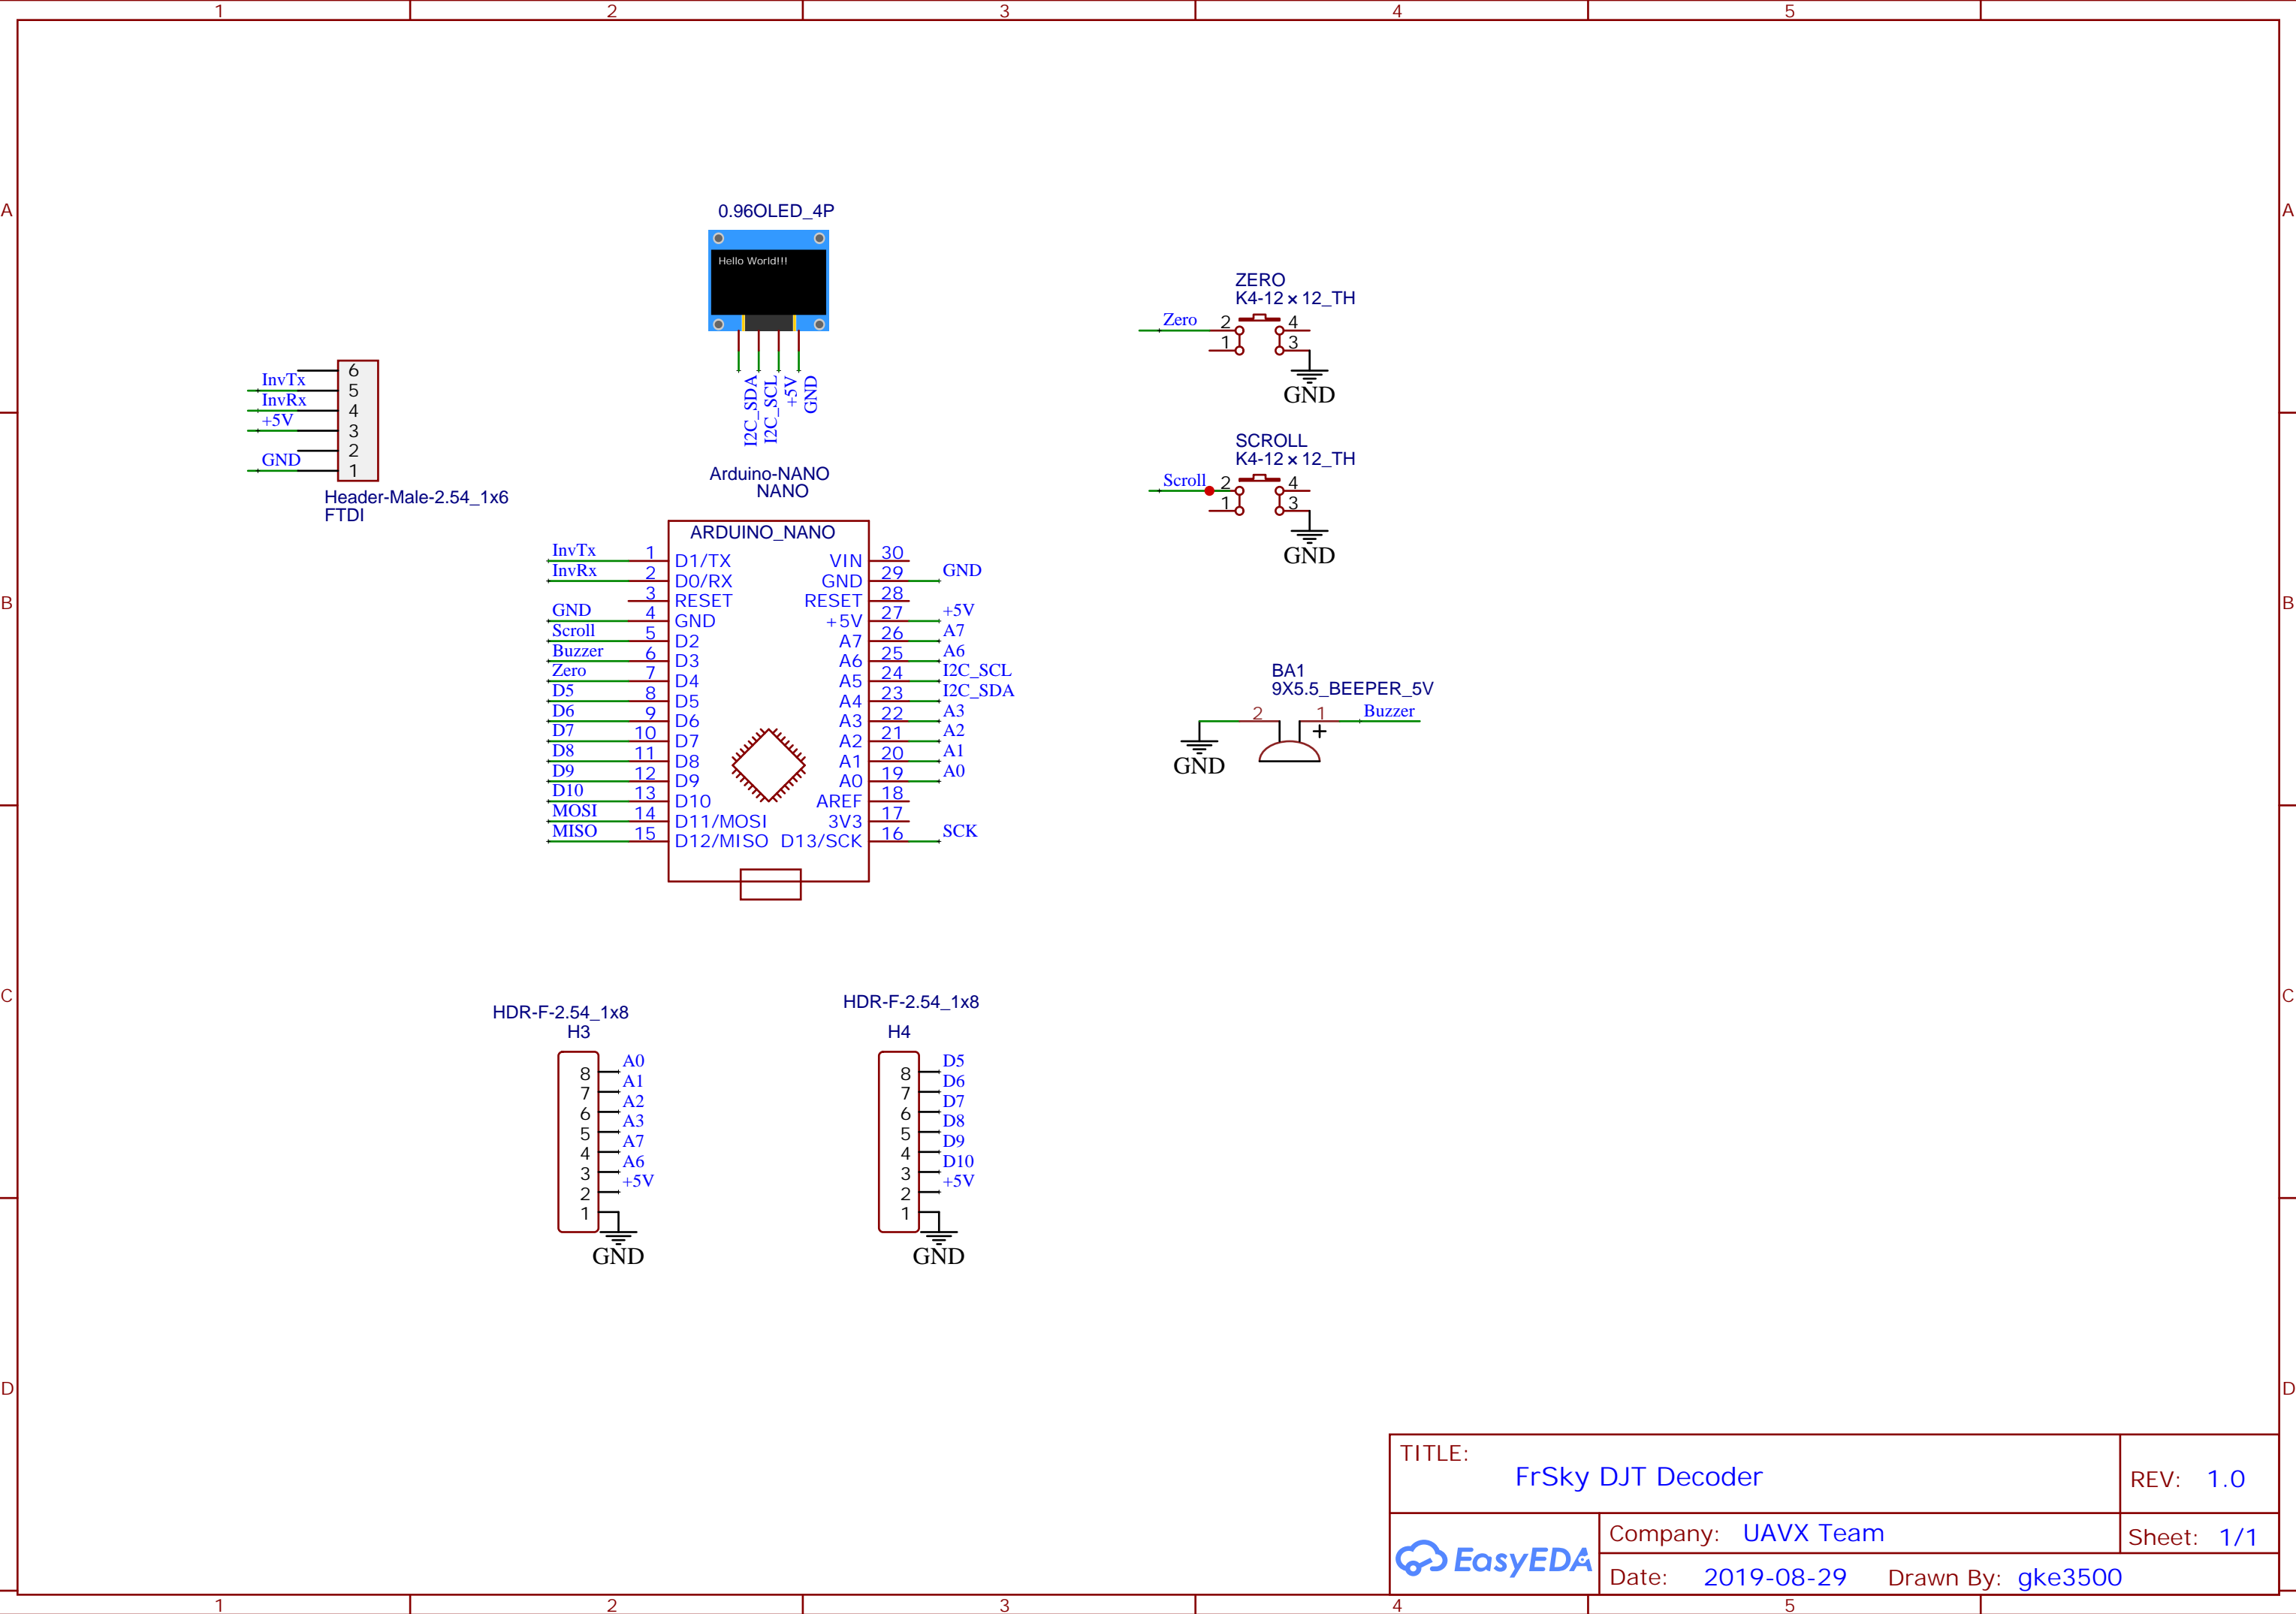 1 2 3 4 5
A A
B B
C C
D D
0.96OLED_4P
Hello World!!!
I2C_SDA
I2C_SCL
+5V
GND
InvTx
InvRx
+5V
GND
6
5
4
3
2
1
Header-Male-2.54_1x6
FTDI
ZERO
K4-12×12_TH
Zero 2 4
1 3
GND
SCROLL
K4-12×12_TH
Scroll 2 4
1 3
GND
Arduino-NANO
NANO
ARDUINO_NANO
InvTx 1 D1/TX VIN 30
InvRx 2 D0/RX GND 29 GND
3 RESET RESET 28
GND 4 GND +5V 27 +5V
Scroll 5 D2 A7 26 A7
Buzzer 6 D3 A6 25 A6
Zero 7 D4 A5 24 I2C_SCL
D5 8 D5 A4 23 I2C_SDA
D6 9 D6 A3 22 A3
D7 10 D7 A2 21 A2
D8 11 D8 A1 20 A1
D9 12 D9 A0 19 A0
D10 13 D10 AREF 18
MOSI 14 D11/MOSI 3V3 17
MISO 15 D12/MISO D13/SCK 16 SCK
BA1
9X5.5_BEEPER_5V
2 1 Buzzer
+
GND
HDR-F-2.54_1x8
H3
8 A0
7 A1
6 A2
5 A3
4 A7
3 A6
2 +5V
1
GND
HDR-F-2.54_1x8
H4
8 D5
7 D6
6 D7
5 D8
4 D9
3 D10
2 +5V
1
GND
TITLE:
FrSky DJT Decoder
REV: 1.0
EasyEDA
Company: UAVX Team
Sheet: 1/1
Date: 2019-08-29 Drawn By: gke3500
1 2 3 4 5